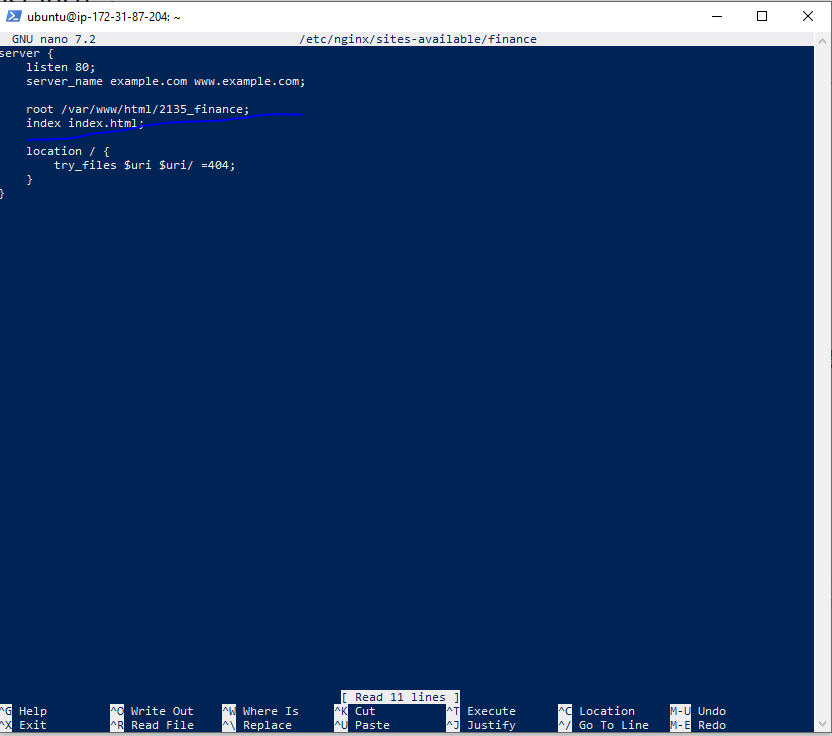 ubuntu@ip-172-31-87-204: ~
GNU nano 7.2 /etc/nginx/sites-available/finance
server {
    listen 80;
    server_name example.com www.example.com;

    root /var/www/html/2135_finance;
    index index.html;

    location / {
        try_files $uri $uri/ =404;
    }
}
[ Read 11 lines ]
^G Help ^O Write Out ^W Where Is ^K Cut ^T Execute ^C Location M-U Undo
^X Exit ^R Read File ^\ Replace ^U Paste ^J Justify ^/ Go To Line M-E Redo